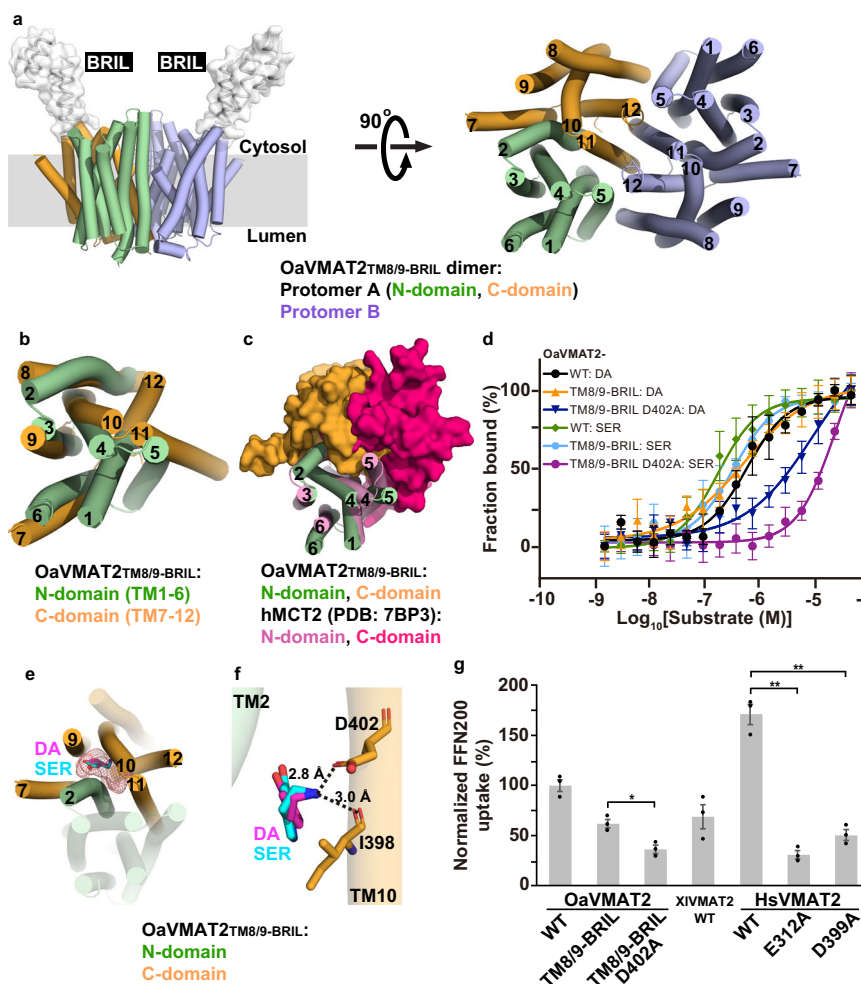 a
BRIL
BRIL
Cytosol
Lumen
90°
8
9
7
2
3
6
1
4
5
10
11
12
12
11
10
5
4
1
6
3
2
7
9
8
OaVMAT2TM8/9-BRIL dimer:
Protomer A (N-domain, C-domain)
Protomer B
b
8
2
12
3
9
10
11
4
5
6
1
7
OaVMAT2TM8/9-BRIL:
N-domain (TM1-6)
C-domain (TM7-12)
c
2
5
3
4
4
5
6
6
1
OaVMAT2TM8/9-BRIL:
N-domain, C-domain
hMCT2 (PDB: 7BP3):
N-domain, C-domain
d
OaVMAT2-
WT: DA
TM8/9-BRIL: DA
TM8/9-BRIL D402A: DA
WT: SER
TM8/9-BRIL: SER
TM8/9-BRIL D402A: SER
Fraction bound (%)
100
50
0
-10
-9
-8
-7
-6
-5
-4
Log10[Substrate (M)]
e
9
DA
SER
10
12
11
7
2
OaVMAT2TM8/9-BRIL:
N-domain
C-domain
f
TM2
D402
2.8 Å
3.0 Å
DA
SER
I398
TM10
g
Normalized FFN200
uptake (%)
200
150
100
50
0
*
**
**
OaVMAT2
XlVMAT2
WT
HsVMAT2
WT
TM8/9-BRIL
TM8/9-BRIL
D402A
WT
E312A
D399A